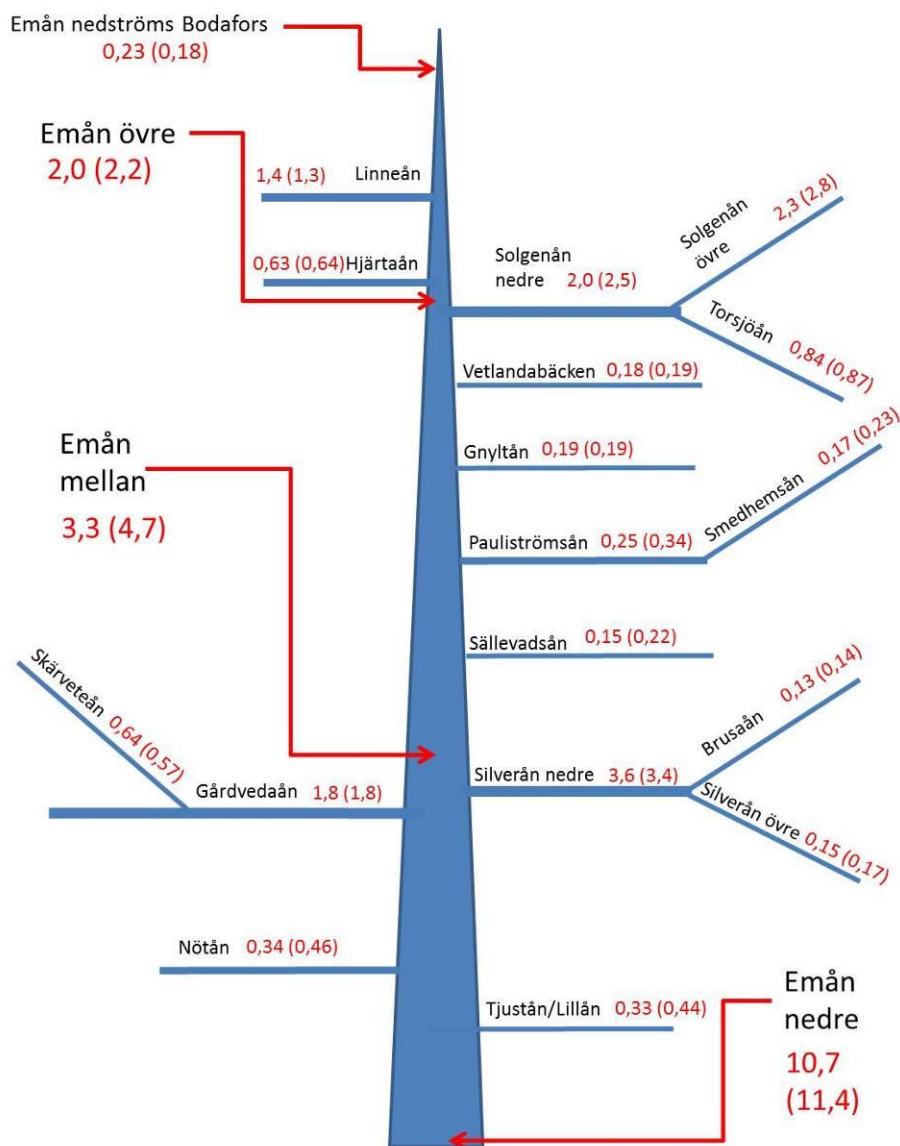 Emån nedströms Bodafors
0,23 (0,18)
Emån övre
2,0 (2,2)
1,4 (1,3) Linneån
0,63 (0,64) Hjärtaån
Solgenån
nedre 2,0 (2,5)
Solgenån
övre
2,3 (2,8)
Torsjöån 0,84 (0,87)
Vetlandabäcken 0,18 (0,19)
Emån
mellan
3,3 (4,7)
Gnyltån 0,19 (0,19)
Smedhemsån 0,17 (0,23)
Pauliströmsån 0,25 (0,34)
Sällevadsån 0,15 (0,22)
Skärveteån
0,64 (0,57)
Gårdvedaån 1,8 (1,8)
Silverån nedre 3,6 (3,4)
Brusaån 0,13 (0,14)
Silverån övre 0,15 (0,17)
Nötån 0,34 (0,46)
Tjustån/Lillån 0,33 (0,44)
Emån
nedre
10,7
(11,4)